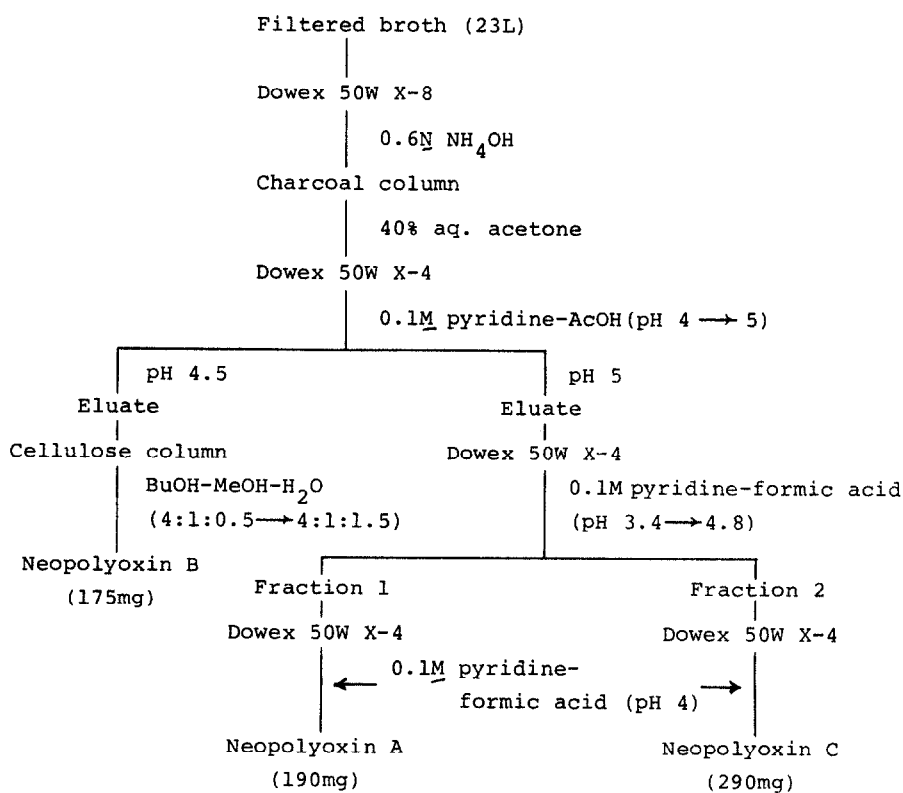 Filtered broth (23L)
Dowex 50W X-8
0.6N NH4OH
Charcoal column
40% aq. acetone
Dowex 50W X-4
0.1M pyridine-AcOH(pH 4 → 5)
pH 4.5
pH 5
Eluate
Eluate
Cellulose column
Dowex 50W X-4
BuOH-MeOH-H2O
0.1M pyridine-formic acid
(4:1:0.5→4:1:1.5)
(pH 3.4→4.8)
Neopolyoxin B
(175mg)
Fraction 1
Fraction 2
Dowex 50W X-4
Dowex 50W X-4
0.1M pyridine-
formic acid (pH 4)
Neopolyoxin A
Neopolyoxin C
(190mg)
(290mg)